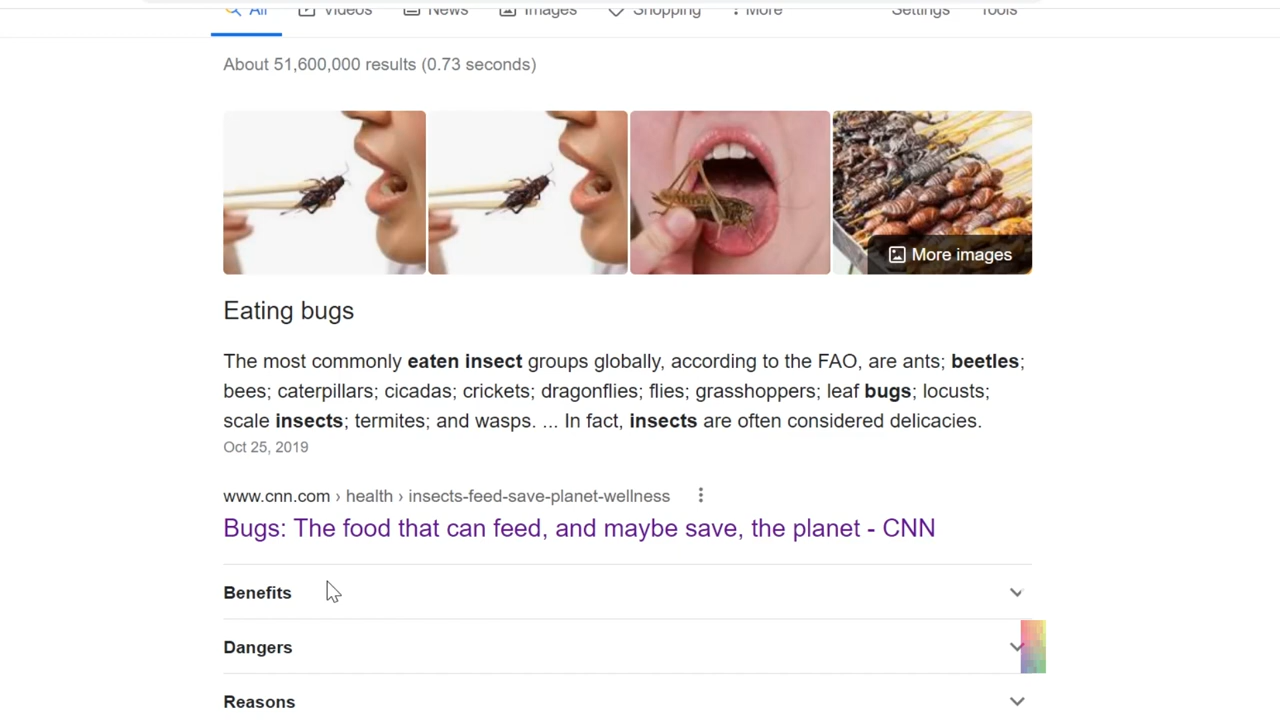 All Videos News Images Shopping More Settings Tools
About 51,600,000 results (0.73 seconds)
More images
Eating bugs
The most commonly eaten insect groups globally, according to the FAO, are ants; beetles;
bees; caterpillars; cicadas; crickets; dragonflies; flies; grasshoppers; leaf bugs; locusts;
scale insects; termites; and wasps. ... In fact, insects are often considered delicacies.
Oct 25, 2019
www.cnn.com › health › insects-feed-save-planet-wellness
Bugs: The food that can feed, and maybe save, the planet - CNN
Benefits
Dangers
Reasons